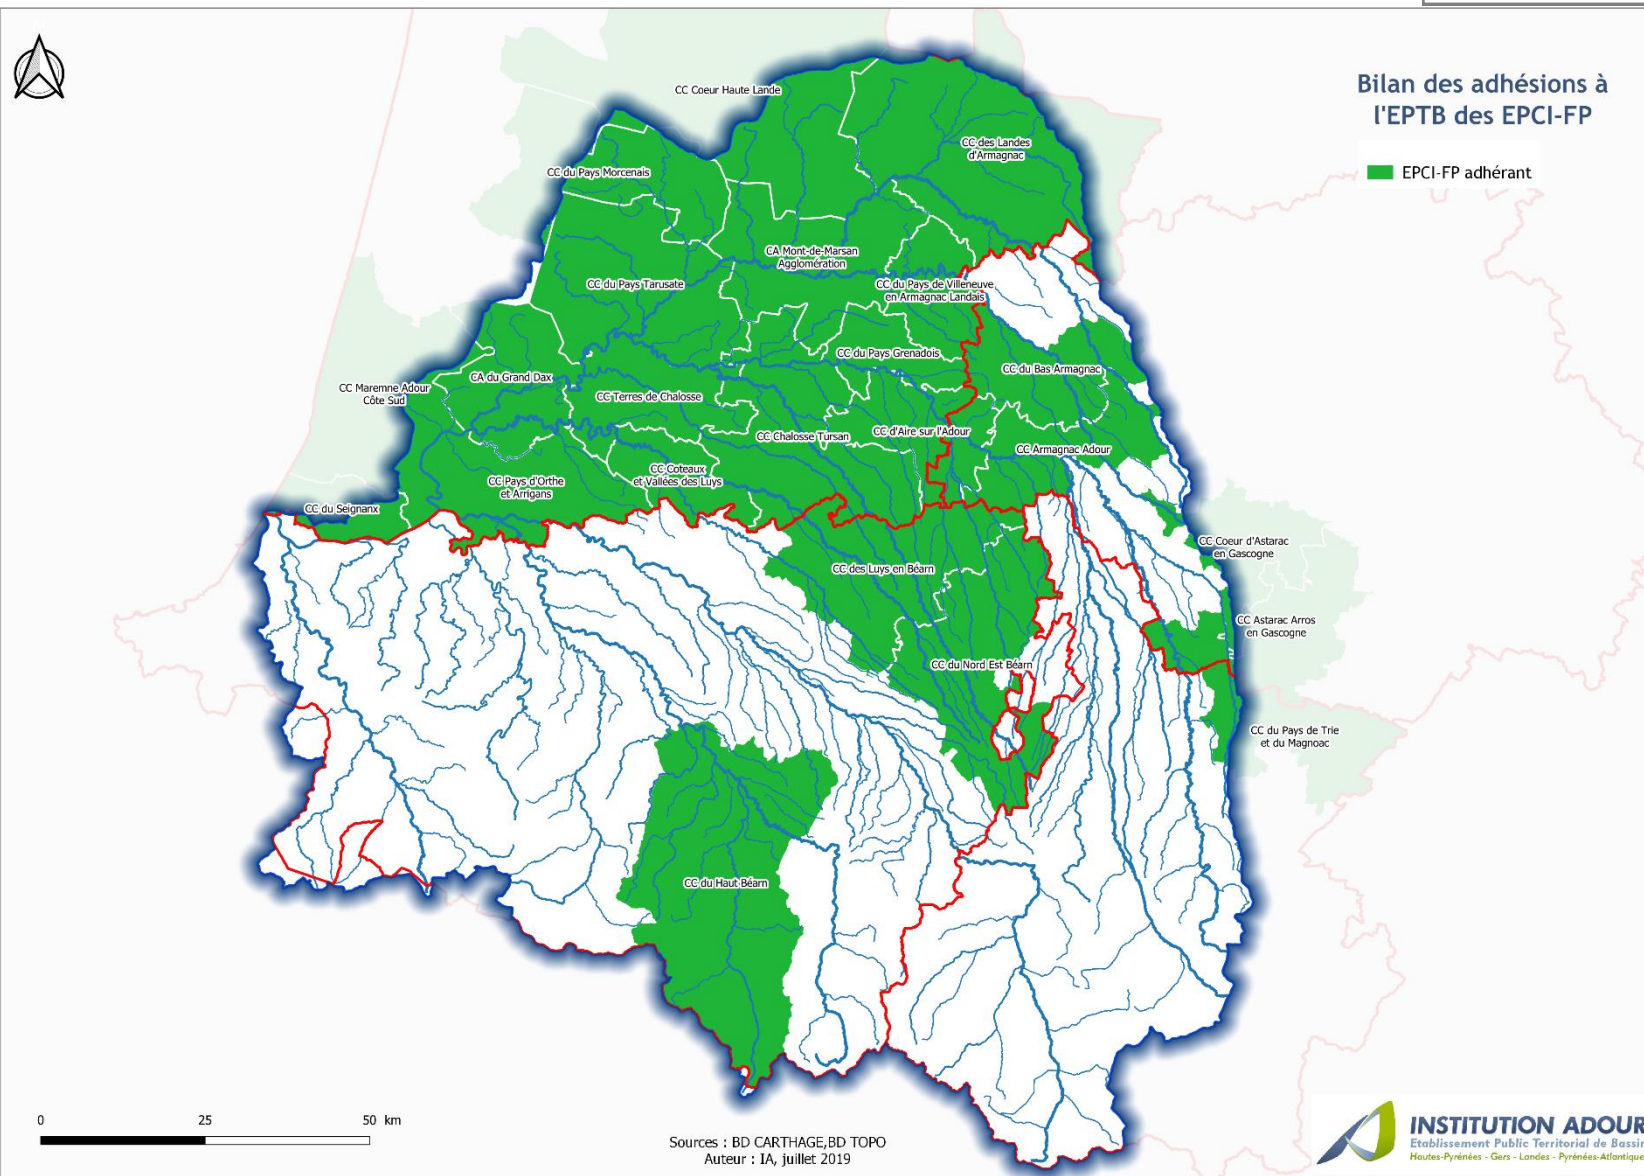 Bilan des adhésions à
l'EPTB des EPCI-FP
EPCI-FP adhérant
CC Coeur Haute Lande
CC des Landes
d'Armagnac
CC du Pays Morcenais
CA Mont-de-Marsan
Agglomération
CC du Pays Tarusate
CC du Pays de Villeneuve
en Armagnac Landais
CC du Pays Grenadois
CC du Bas Armagnac
CA du Grand Dax
CC Maremne Adour
Côte Sud
CC Terres de Chalosse
CC Chalosse Tursan
CC d'Aire sur l'Adour
CC Armagnac Adour
CC Coteaux
et Vallées des Luys
CC Pays d'Orthe
et Arrigans
CC du Seignanx
CC Coeur d'Astarac
en Gascogne
CC des Luys en Béarn
CC Astarac Arros
en Gascogne
CC du Nord Est Béarn
CC du Pays de Trie
et du Magnoac
CC du Haut Béarn
0 25 50 km
Sources : BD CARTHAGE,BD TOPO
Auteur : IA, juillet 2019
INSTITUTION ADOUR
Etablissement Public Territorial de Bassin
Hautes-Pyrénées - Gers - Landes - Pyrénées-Atlantique